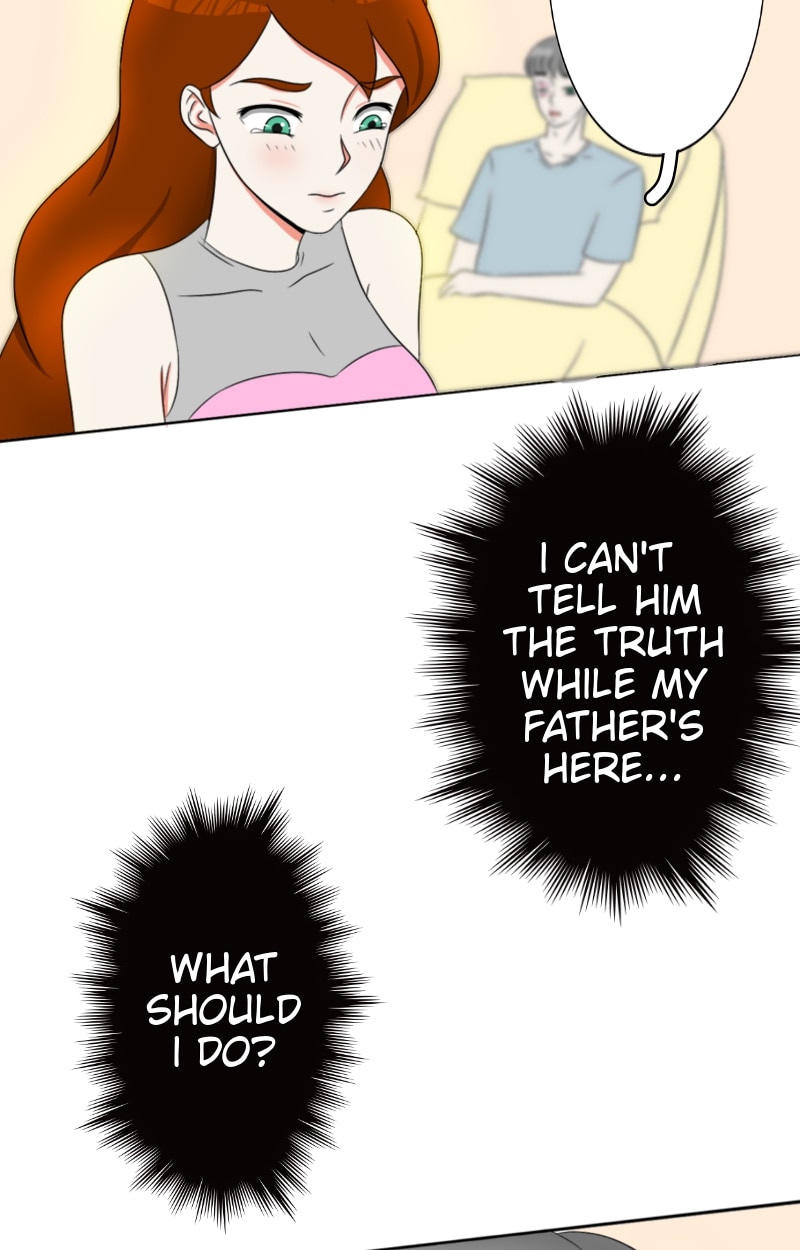 I CAN'T
TELL HIM
THE TRUTH
WHILE MY
FATHER'S
HERE...
WHAT
SHOULD
I DO?